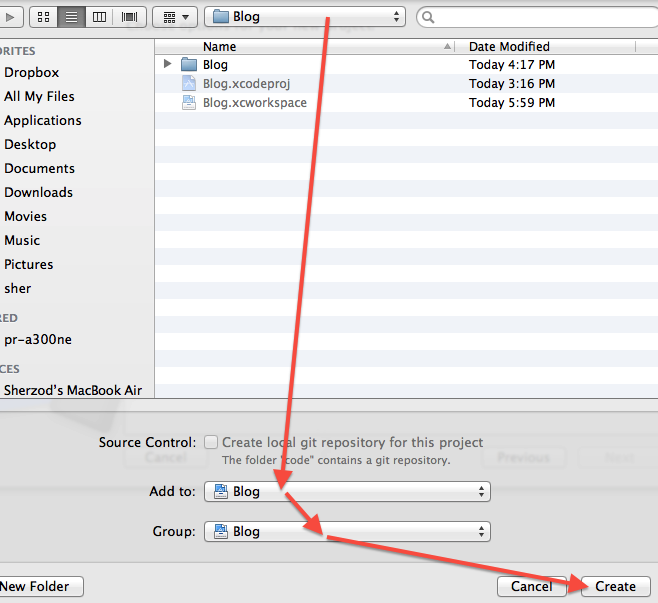 Blog
Name Date Modified
Blog Today 4:17 PM
Blog.xcodeproj Today 3:16 PM
Blog.xcworkspace Today 5:59 PM
ORITES
Dropbox
All My Files
Applications
Desktop
Documents
Downloads
Movies
Music
Pictures
sher
RED
pr-a300ne
CES
Sherzod's MacBook Air
Source Control: Create local git repository for this project
The folder "code" contains a git repository.
Cancel Previous Next
Add to: Blog
Group: Blog
New Folder Cancel Create